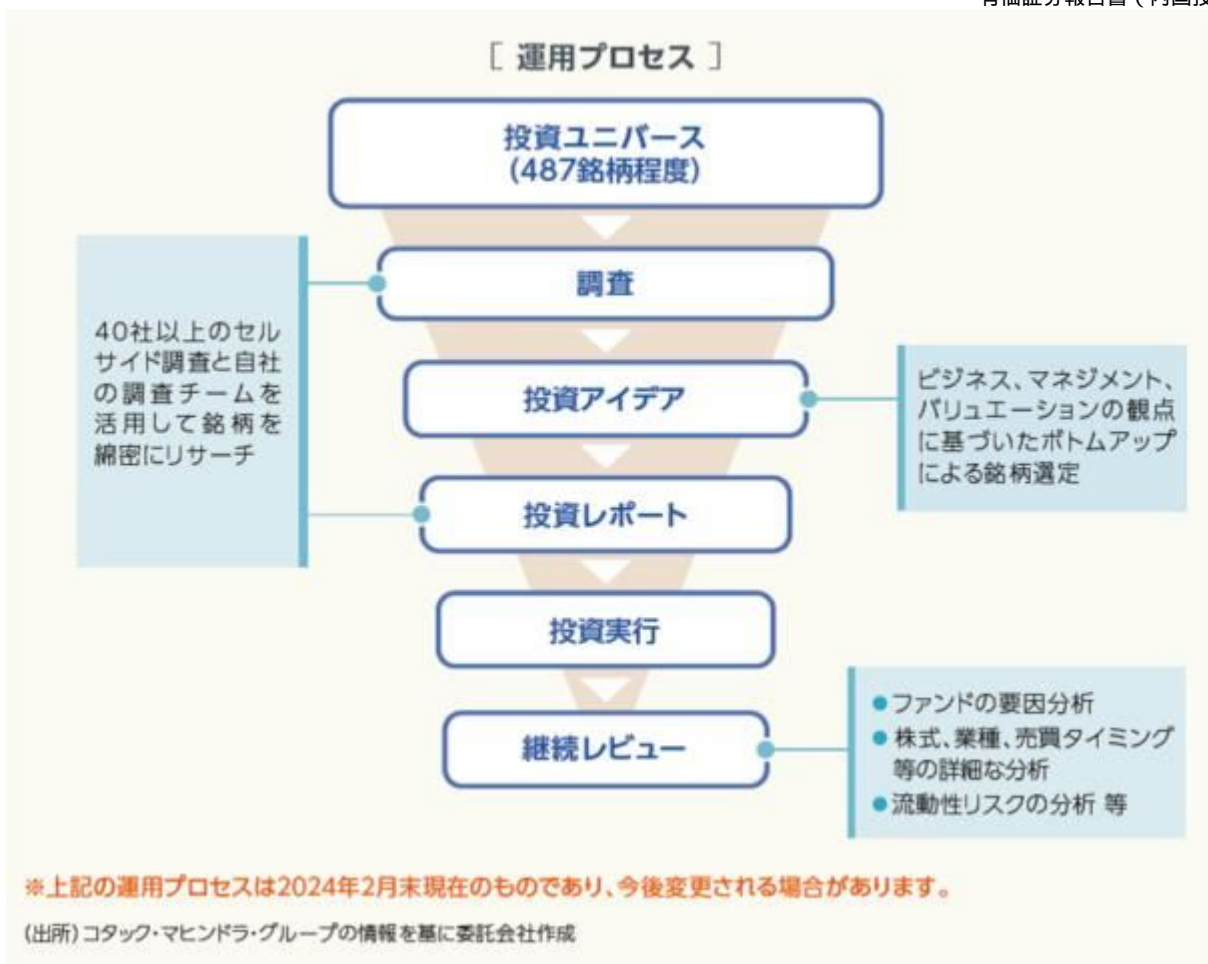 [ 運用プロセス ]
投資ユニバース
(487銘柄程度)
調査
40社以上のセル
サイド調査と自社
の調査チームを
活用して銘柄を
綿密にリサーチ
投資アイデア
ビジネス、マネジメント、
バリュエーションの観点
に基づいたボトムアップ
による銘柄選定
投資レポート
投資実行
継続レビュー
●ファンドの要因分析
●株式、業種、売買タイミング
等の詳細な分析
●流動性リスクの分析 等
※上記の運用プロセスは2024年2月末現在のものであり、今後変更される場合があります。
(出所)コタック・マヒンドラ・グループの情報を基に委託会社作成